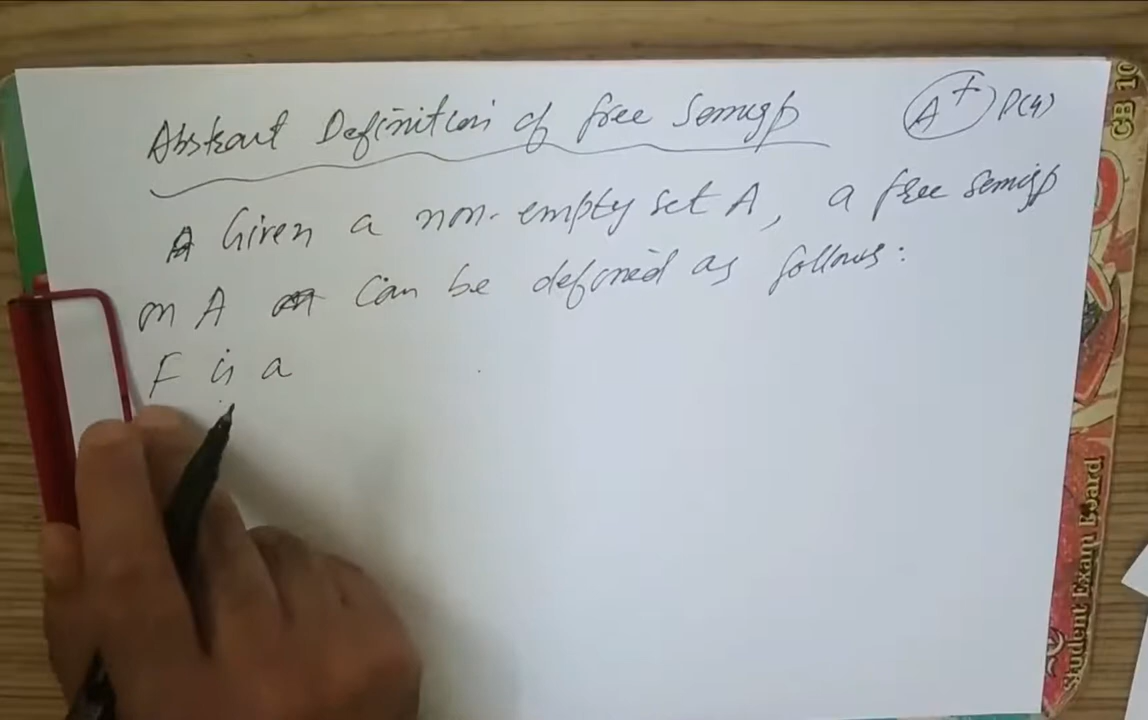 Abstract Definition of free Semigp
A+ P(4)
Given a non-empty set A, a free semigp
on A can be defined as follows:
F is a
CB 10
Student Exam Board